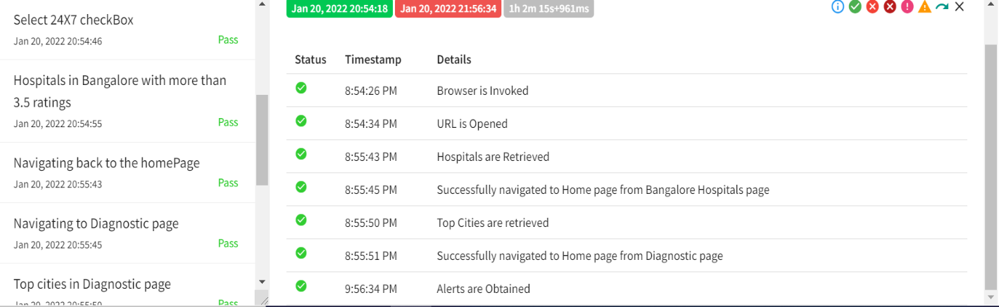 Select 24X7 checkBox
Jan 20, 2022 20:54:46
Pass
Hospitals in Bangalore with more than
3.5 ratings
Jan 20, 2022 20:54:55
Pass
Navigating back to the homePage
Jan 20, 2022 20:55:43
Pass
Navigating to Diagnostic page
Jan 20, 2022 20:55:45
Pass
Top cities in Diagnostic page
Jan 20, 2022 20:55:50
Pass
Jan 20, 2022 20:54:18 Jan 20, 2022 21:56:34 1h 2m 15s+961ms
Status Timestamp Details
8:54:26 PM Browser is Invoked
8:54:34 PM URL is Opened
8:55:43 PM Hospitals are Retrieved
8:55:45 PM Successfully navigated to Home page from Bangalore Hospitals page
8:55:50 PM Top Cities are retrieved
8:55:51 PM Successfully navigated to Home page from Diagnostic page
9:56:34 PM Alerts are Obtained